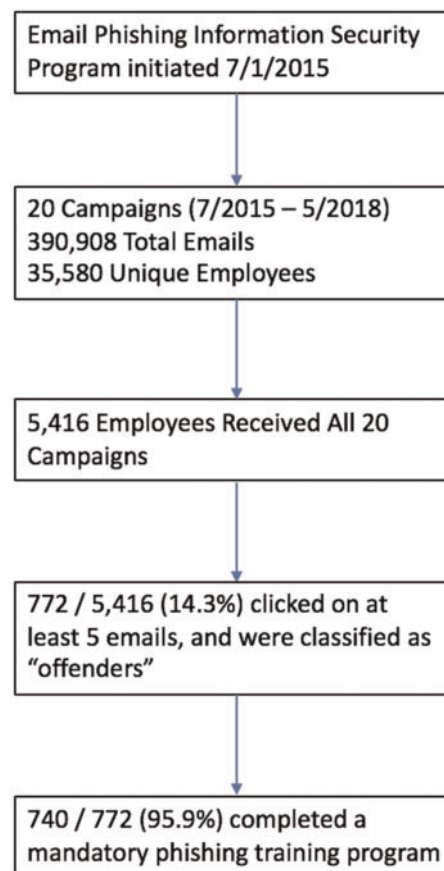 Email Phishing Information Security
Program initiated 7/1/2015
20 Campaigns (7/2015 – 5/2018)
390,908 Total Emails
35,580 Unique Employees
5,416 Employees Received All 20
Campaigns
772 / 5,416 (14.3%) clicked on at
least 5 emails, and were classified as
“offenders”
740 / 772 (95.9%) completed a
mandatory phishing training program